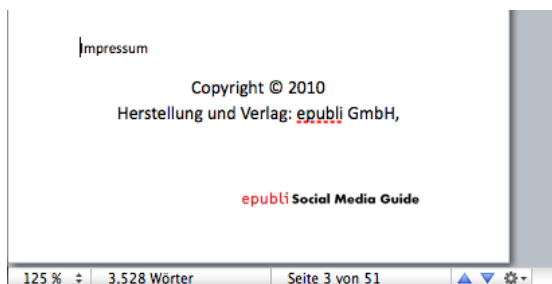 Impressum
Copyright © 2010
Herstellung und Verlag: epubli GmbH,
epubli Social Media Guide
125 % 3.528 Wörter Seite 3 von 51